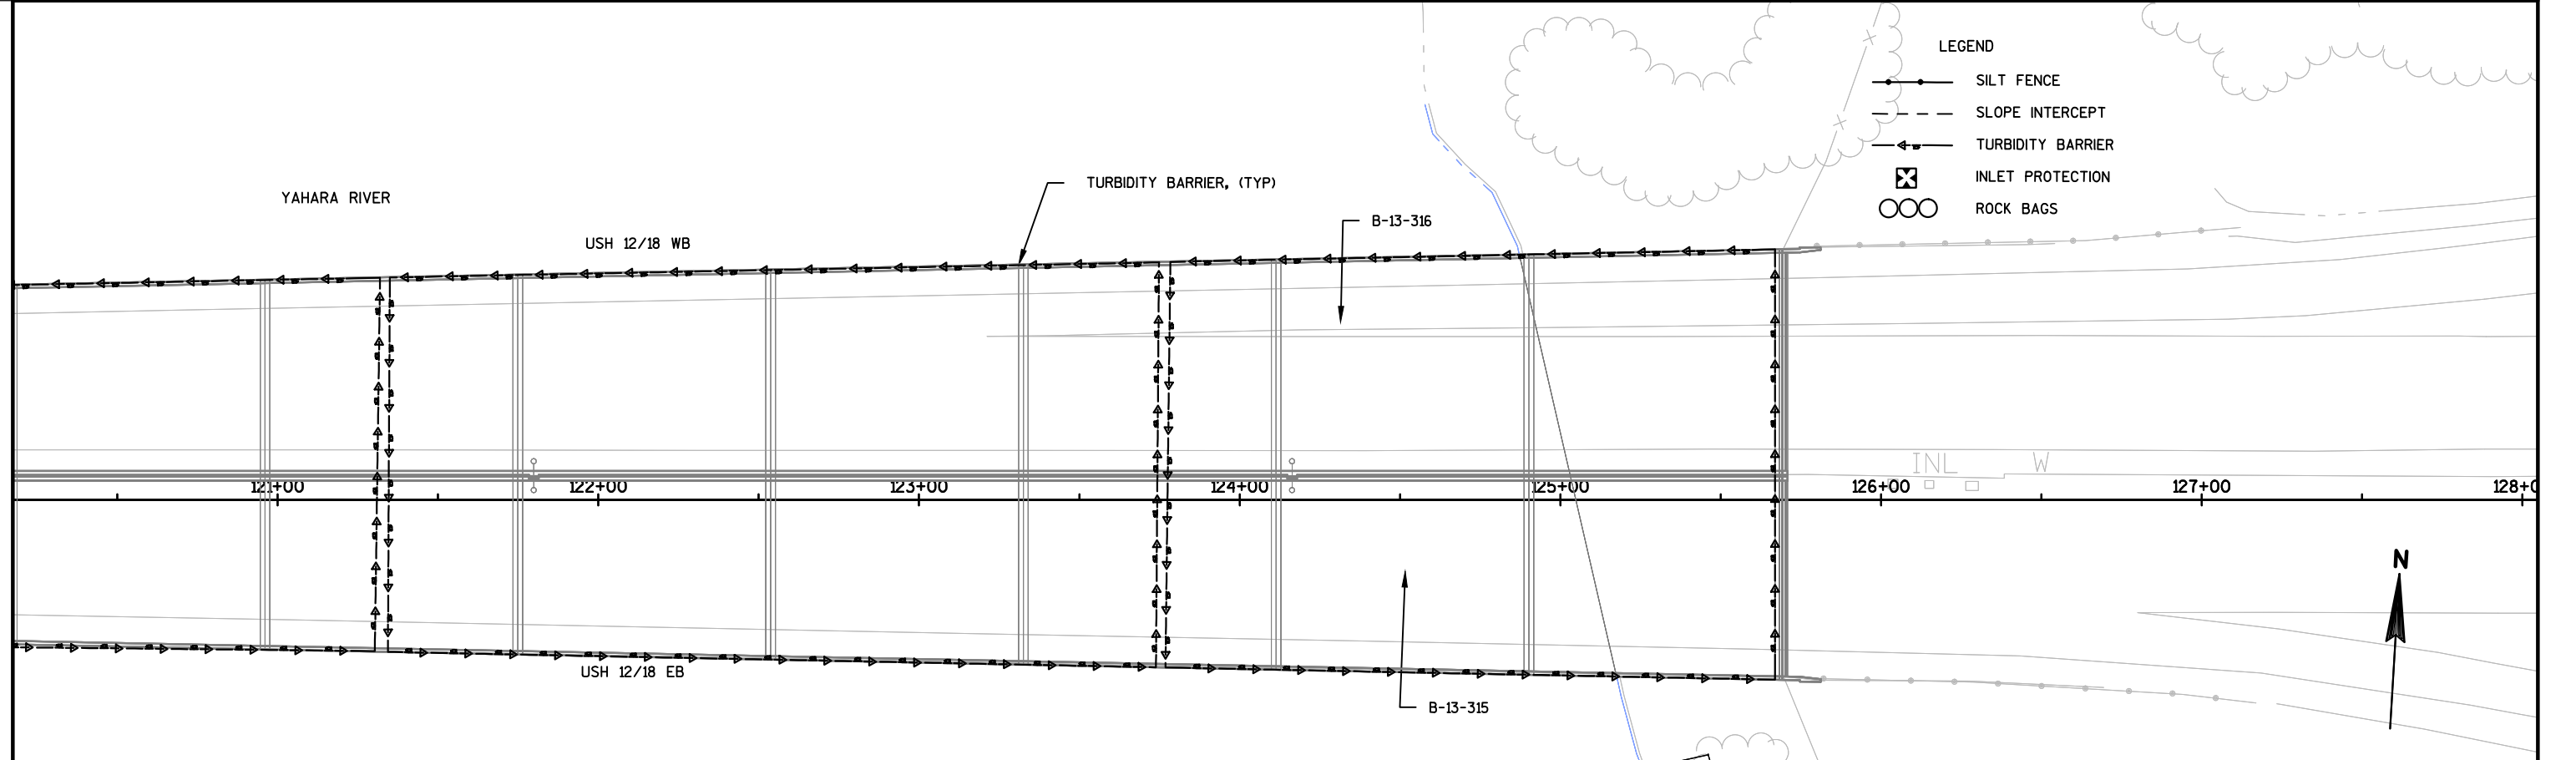 LEGEND
SILT FENCE
SLOPE INTERCEPT
TURBIDITY BARRIER
INLET PROTECTION
ROCK BAGS
YAHARA RIVER
TURBIDITY BARRIER, (TYP)
B-13-316
USH 12/18 WB
INL W
121+00 122+00 123+00 124+00 125+00 126+00 127+00 128+0
N
USH 12/18 EB
B-13-315